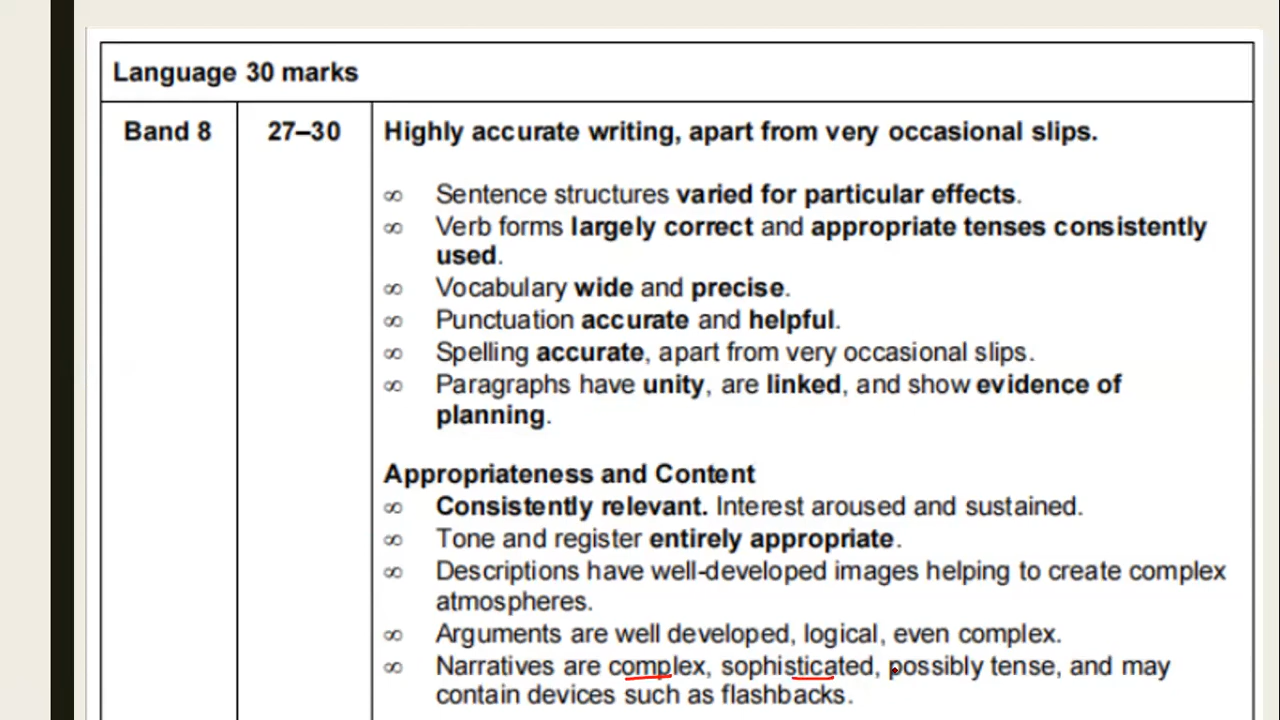 Language 30 marks
Band 8 27–30 Highly accurate writing, apart from very occasional slips.
∞ Sentence structures varied for particular effects.
∞ Verb forms largely correct and appropriate tenses consistently
used.
∞ Vocabulary wide and precise.
∞ Punctuation accurate and helpful.
∞ Spelling accurate, apart from very occasional slips.
∞ Paragraphs have unity, are linked, and show evidence of
planning.
Appropriateness and Content
∞ Consistently relevant. Interest aroused and sustained.
∞ Tone and register entirely appropriate.
∞ Descriptions have well-developed images helping to create complex
atmospheres.
∞ Arguments are well developed, logical, even complex.
∞ Narratives are complex, sophisticated, possibly tense, and may
contain devices such as flashbacks.